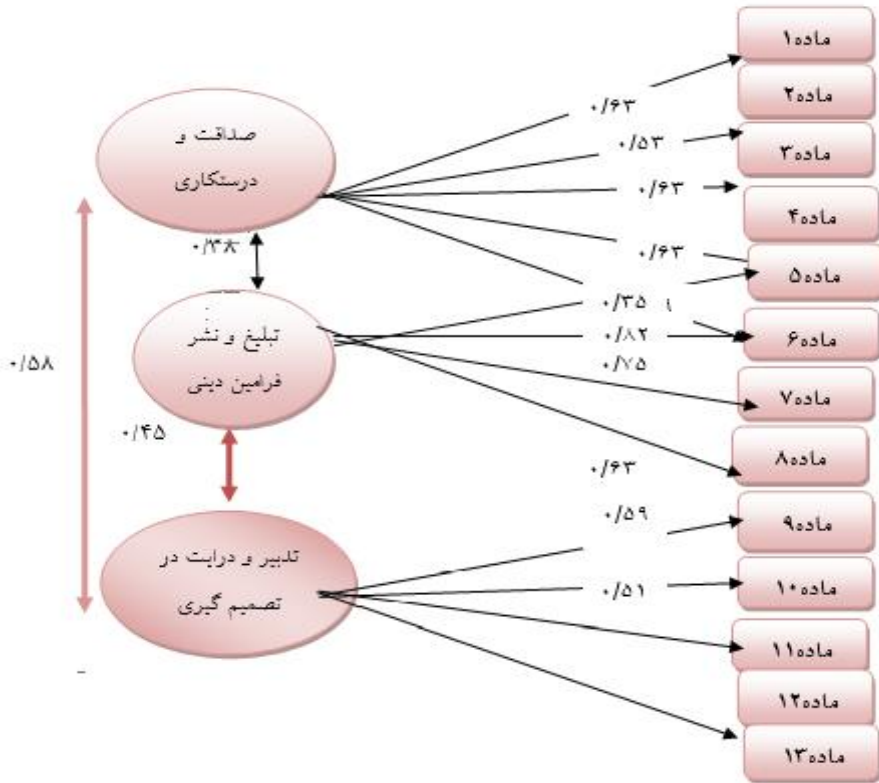 صداقت و
درستکاری
تبلیغ و نشر
فرامین دینی
تدبیر و درایت در
تصمیم گیری
۰/۵۸
۰/۴۵
۰/۶۳
۰/۵۳
۰/۶۳
۰/۶۳
۰/۳۵
۰/۸۲
۰/۷۵
۰/۶۳
۰/۵۹
۰/۵۱
ماده۱
ماده۲
ماده۳
ماده۴
ماده۵
ماده۶
ماده۷
ماده۸
ماده۹
ماده۱۰
ماده۱۱
ماده۱۲
ماده۱۳